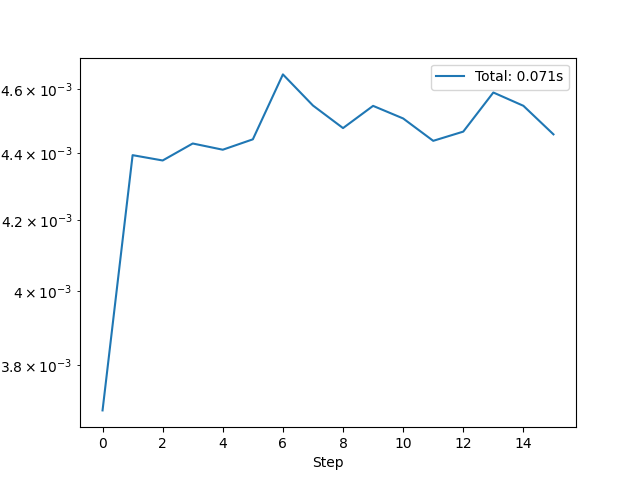 Total: 0.071s
4.6 × 10⁻³
4.4 × 10⁻³
4.2 × 10⁻³
4 × 10⁻³
3.8 × 10⁻³
0 2 4 6 8 10 12 14
Step